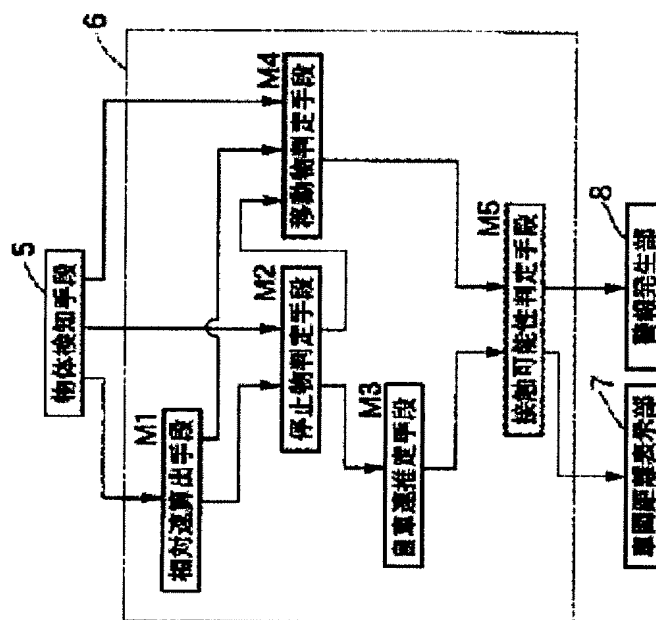 5
物体検知手段
6
M1
相対速算出手段
M2
停止物判定手段
M4
移動物判定手段
M3
自車速推定手段
M5
接触可能性判定手段
7
車間距離表示部
8
警報発生部